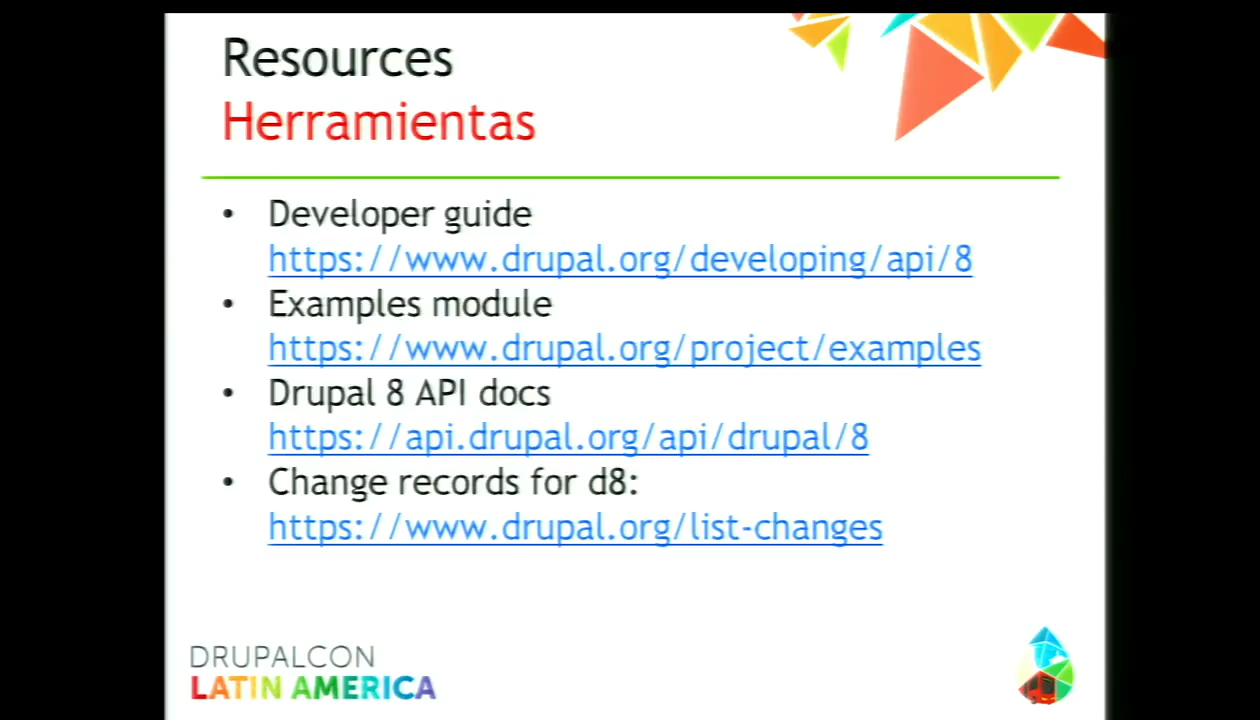 Resources
Herramientas
• Developer guide
https://www.drupal.org/developing/api/8
• Examples module
https://www.drupal.org/project/examples
• Drupal 8 API docs
https://api.drupal.org/api/drupal/8
• Change records for d8:
https://www.drupal.org/list-changes
DRUPALCON
LATIN AMERICA